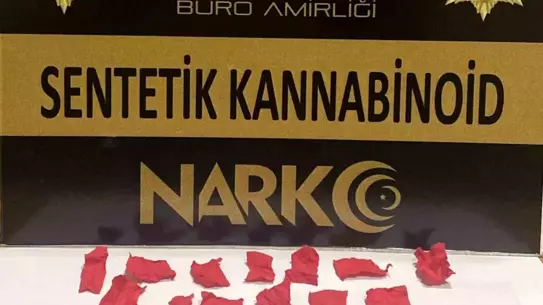 BÜRO AMİRLİĞİ
SENTETİK KANNABİNOİD
NARKO